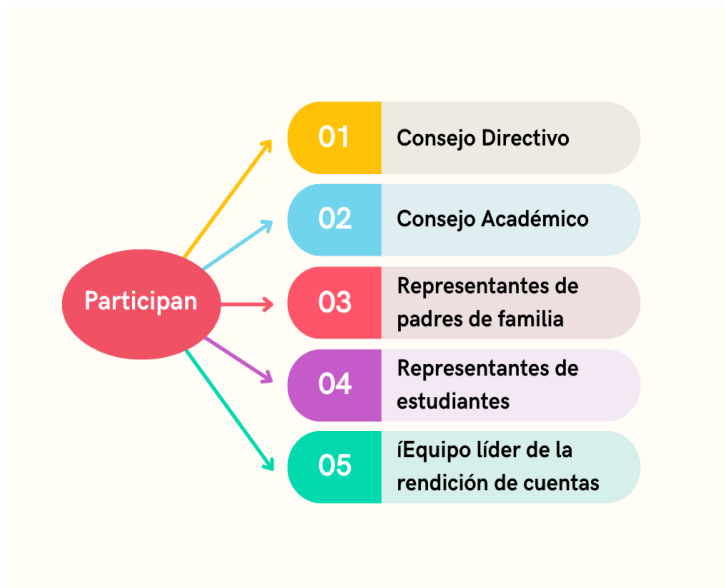 Participan
01
Consejo Directivo
02
Consejo Académico
03
Representantes de
padres de familia
04
Representantes de
estudiantes
05
íEquipo líder de la
rendición de cuentas